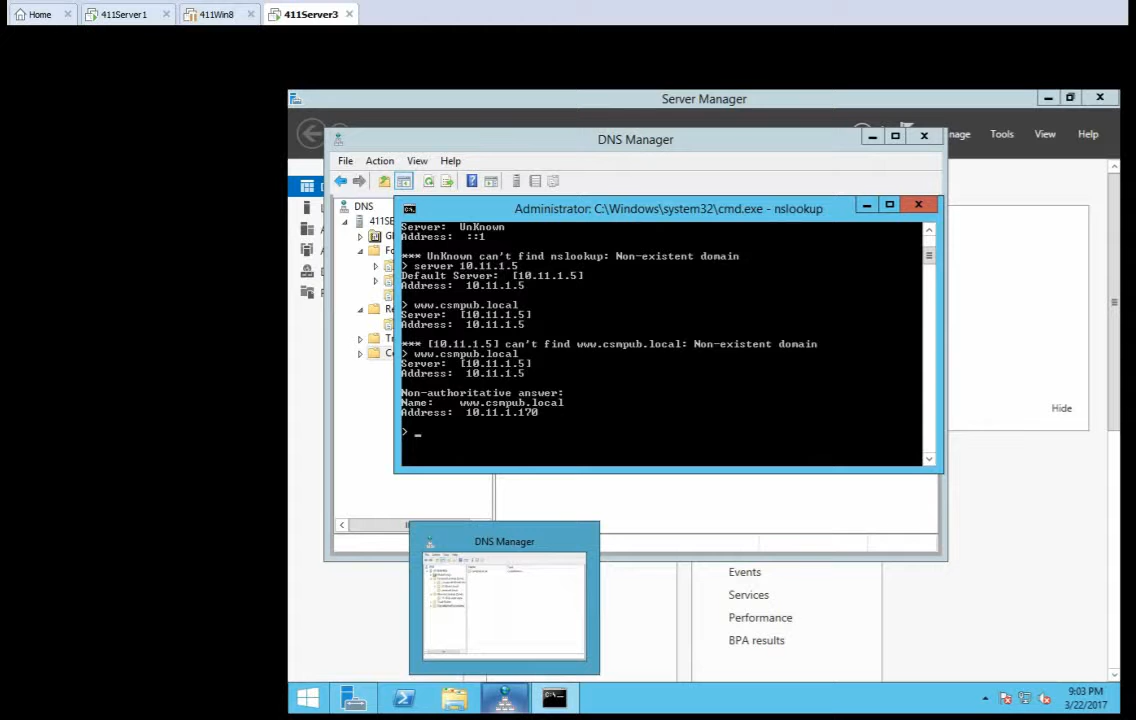 Home
411Server1
411Win8
411Server3
Server Manager
Tools
View
Help
DNS Manager
File
Action
View
Help
DNS
Administrator: C:\Windows\system32\cmd.exe - nslookup
Server:  UnKnown
Address:  ::1
*** UnKnown can't find nslookup: Non-existent domain
> server 10.11.1.5
Default Server:  [10.11.1.5]
Address:  10.11.1.5
> www.csmpub.local
Server:  [10.11.1.5]
Address:  10.11.1.5
*** [10.11.1.5] can't find www.csmpub.local: Non-existent domain
> www.csmpub.local
Server:  [10.11.1.5]
Address:  10.11.1.5
Non-authoritative answer:
Name:    www.csmpub.local
Address:  10.11.1.170
> _
Hide
DNS Manager
Events
Services
Performance
BPA results
9:03 PM
3/22/2017